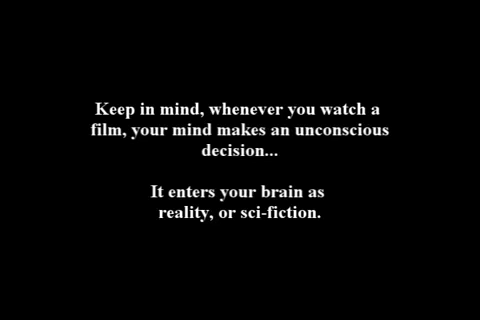 Keep in mind, whenever you watch a
film, your mind makes an unconscious
decision...
It enters your brain as
reality, or sci-fiction.